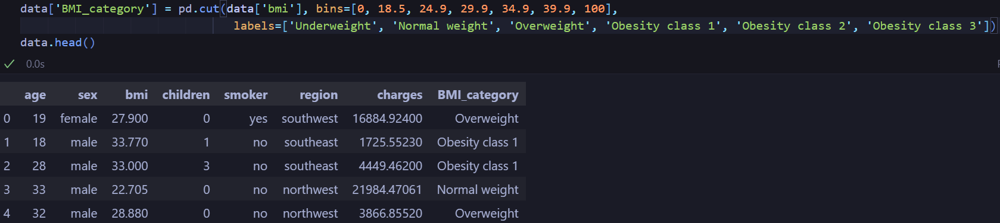 data['BMI_category'] = pd.cut(data['bmi'], bins=[0, 18.5, 24.9, 29.9, 34.9, 39.9, 100],
labels=['Underweight', 'Normal weight', 'Overweight', 'Obesity class 1', 'Obesity class 2', 'Obesity class 3'])
data.head()
0.0s
age sex bmi children smoker region charges BMI_category
0 19 female 27.900 0 yes southwest 16884.92400 Overweight
1 18 male 33.770 1 no southeast 1725.55230 Obesity class 1
2 28 male 33.000 3 no southeast 4449.46200 Obesity class 1
3 33 male 22.705 0 no northwest 21984.47061 Normal weight
4 32 male 28.880 0 no northwest 3866.85520 Overweight